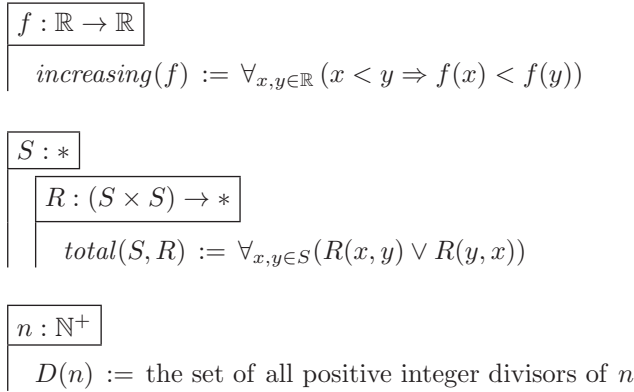 f : ℝ → ℝ
increasing(f) := ∀x,y∈ℝ (x < y ⇒ f(x) < f(y))
S : ∗
R : (S × S) → ∗
total(S, R) := ∀x,y∈S(R(x, y) ∨ R(y, x))
n : ℕ⁺
D(n) := the set of all positive integer divisors of n